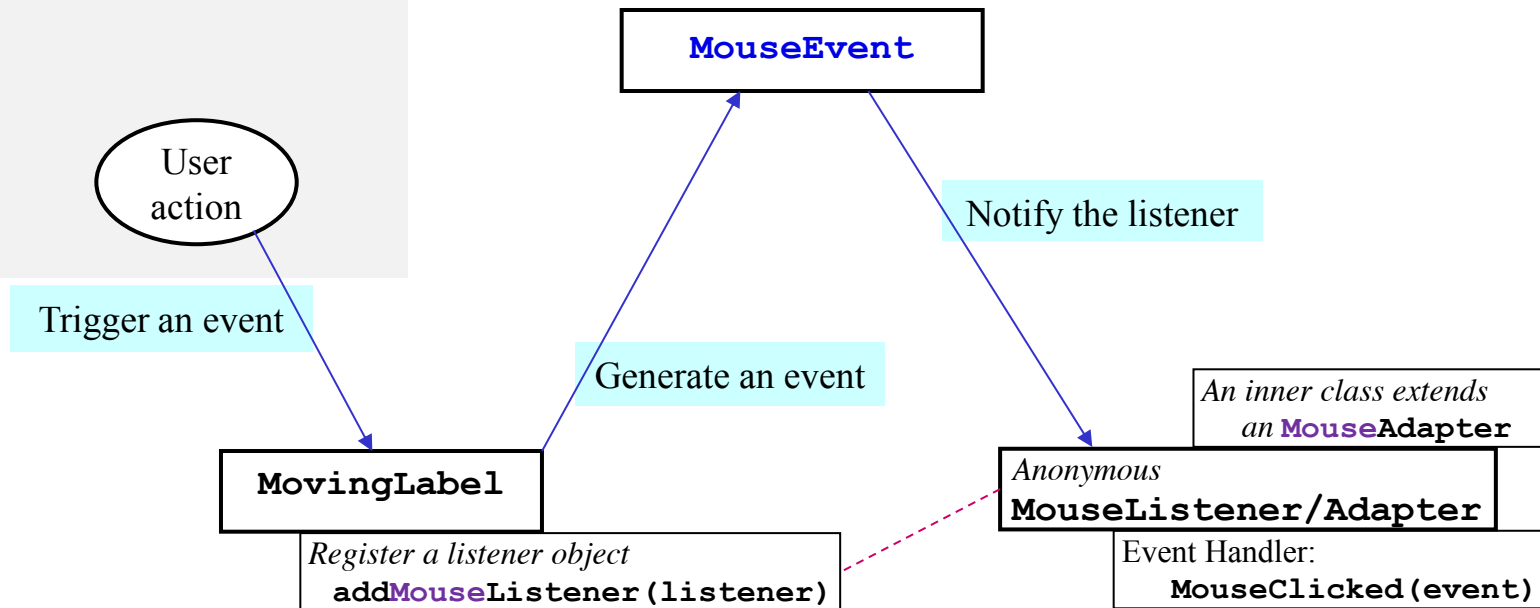 MouseEvent
User
action
Notify the listener
Trigger an event
Generate an event
An inner class extends
an MouseAdapter
MovingLabel
Anonymous
MouseListener/Adapter
Register a listener object
addMouseListener(listener)
Event Handler:
MouseClicked(event)